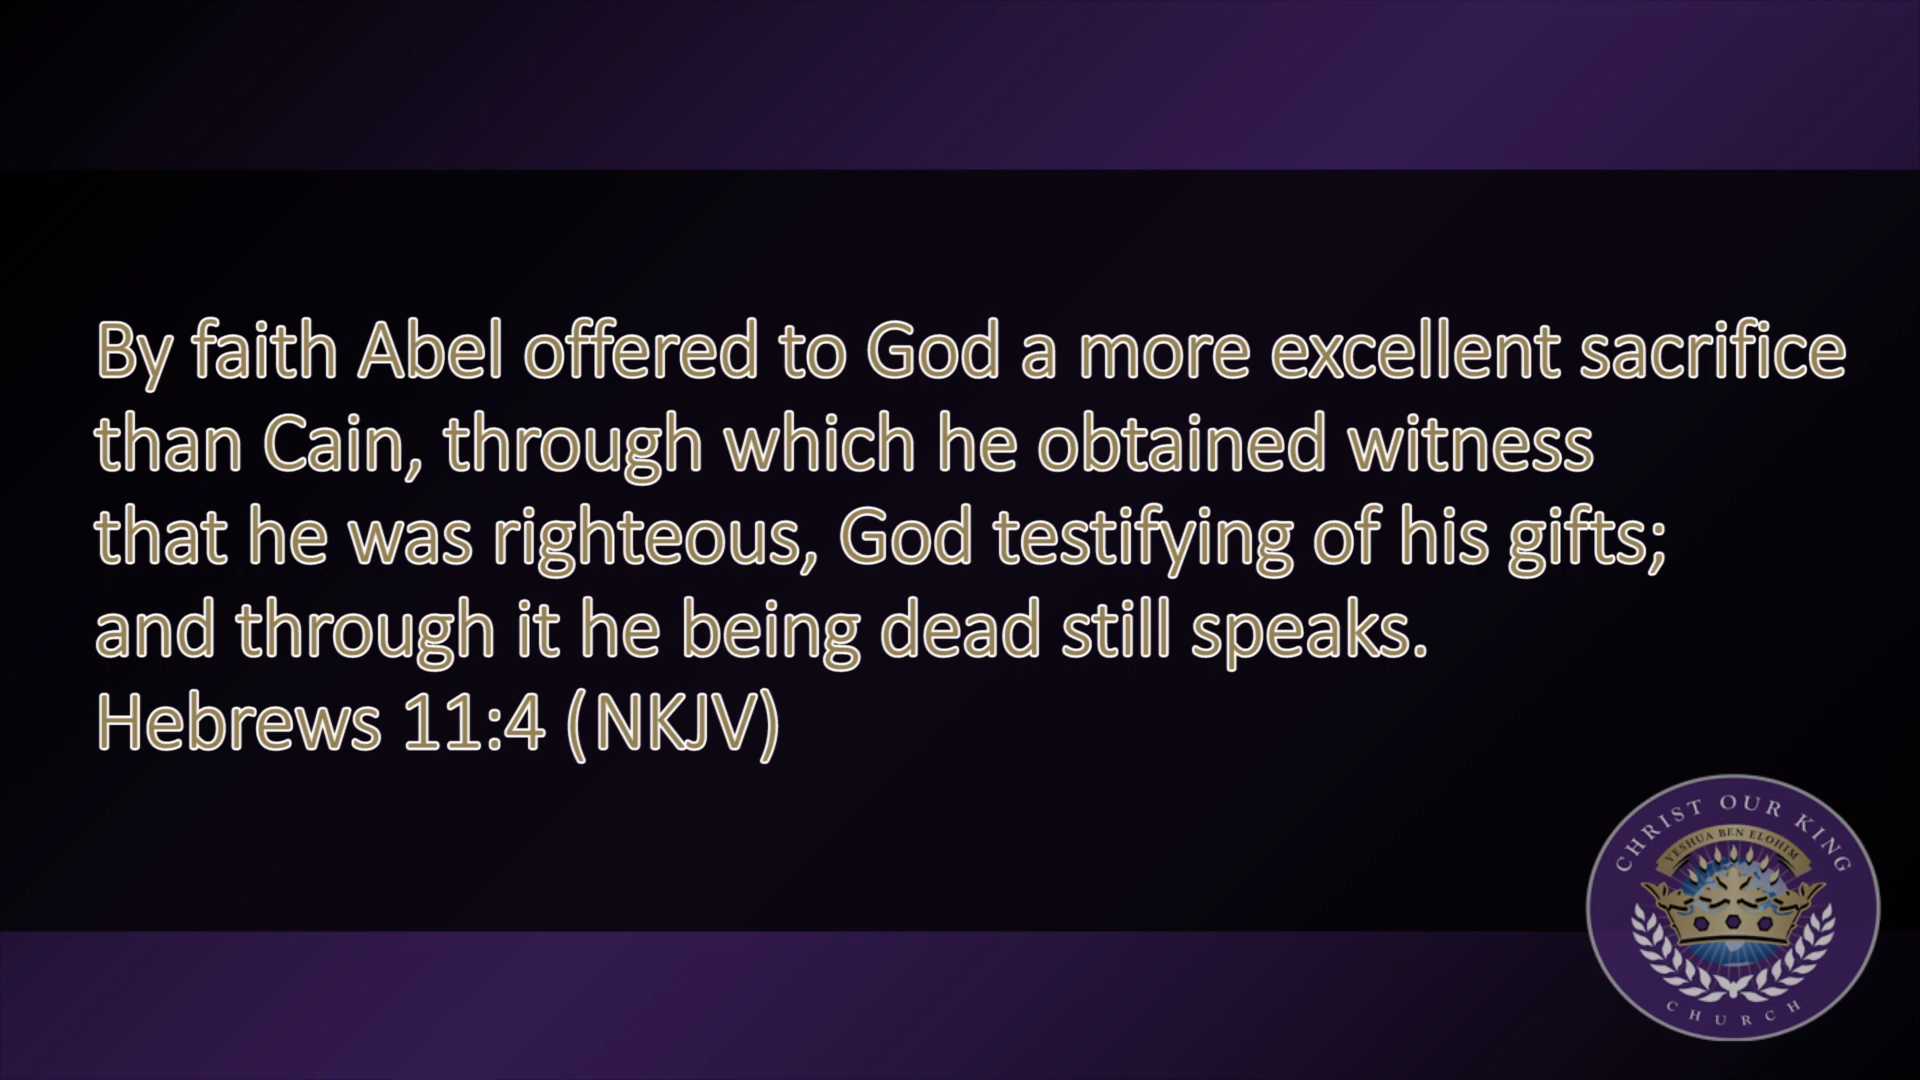 By faith Abel offered to God a more excellent sacrifice
than Cain, through which he obtained witness
that he was righteous, God testifying of his gifts;
and through it he being dead still speaks.
Hebrews 11:4 (NKJV)
CHRIST OUR KING
YESHUA BEN ELOHIM
CHURCH